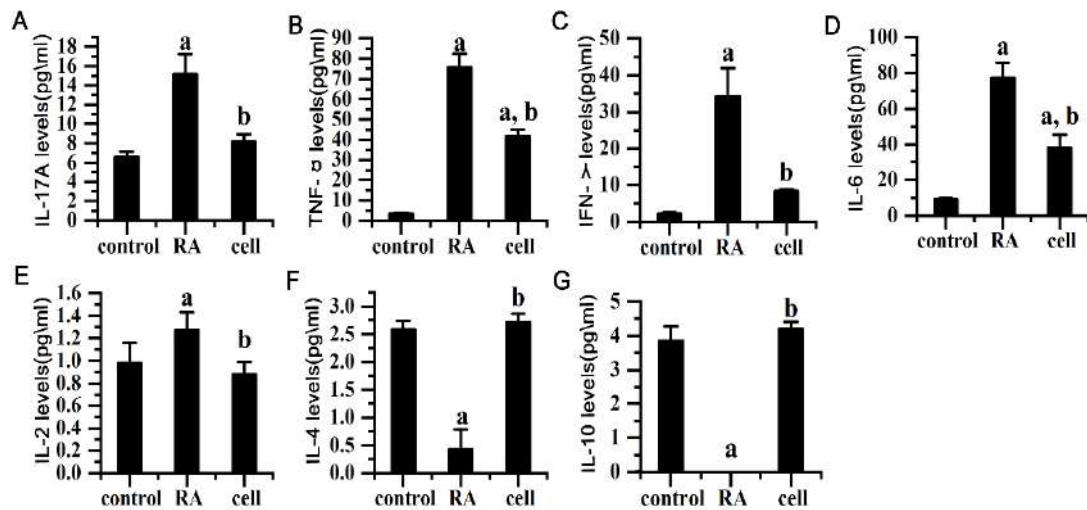 A
IL-17A levels(pg\ml)
18
16
14
12
10
8
6
4
2
0
a
b
control RA cell
B
TNF- ʊ levels(pg\ml)
90
80
70
60
50
40
30
20
10
0
a
a, b
control RA cell
C
IFN- > levels(pg\ml)
50
40
30
20
10
0
a
b
control RA cell
D
IL-6 levels(pg\ml)
100
80
60
40
20
0
a
a, b
control RA cell
E
IL-2 levels(pg\ml)
1.6
1.4
1.2
1.0
0.8
0.6
0.4
0.2
0.0
a
b
control RA cell
F
IL-4 levels(pg\ml)
3.0
2.5
2.0
1.5
1.0
0.5
0.0
a
b
control RA cell
G
IL-10 levels(pg\ml)
5
4
3
2
1
0
a
b
control RA cell